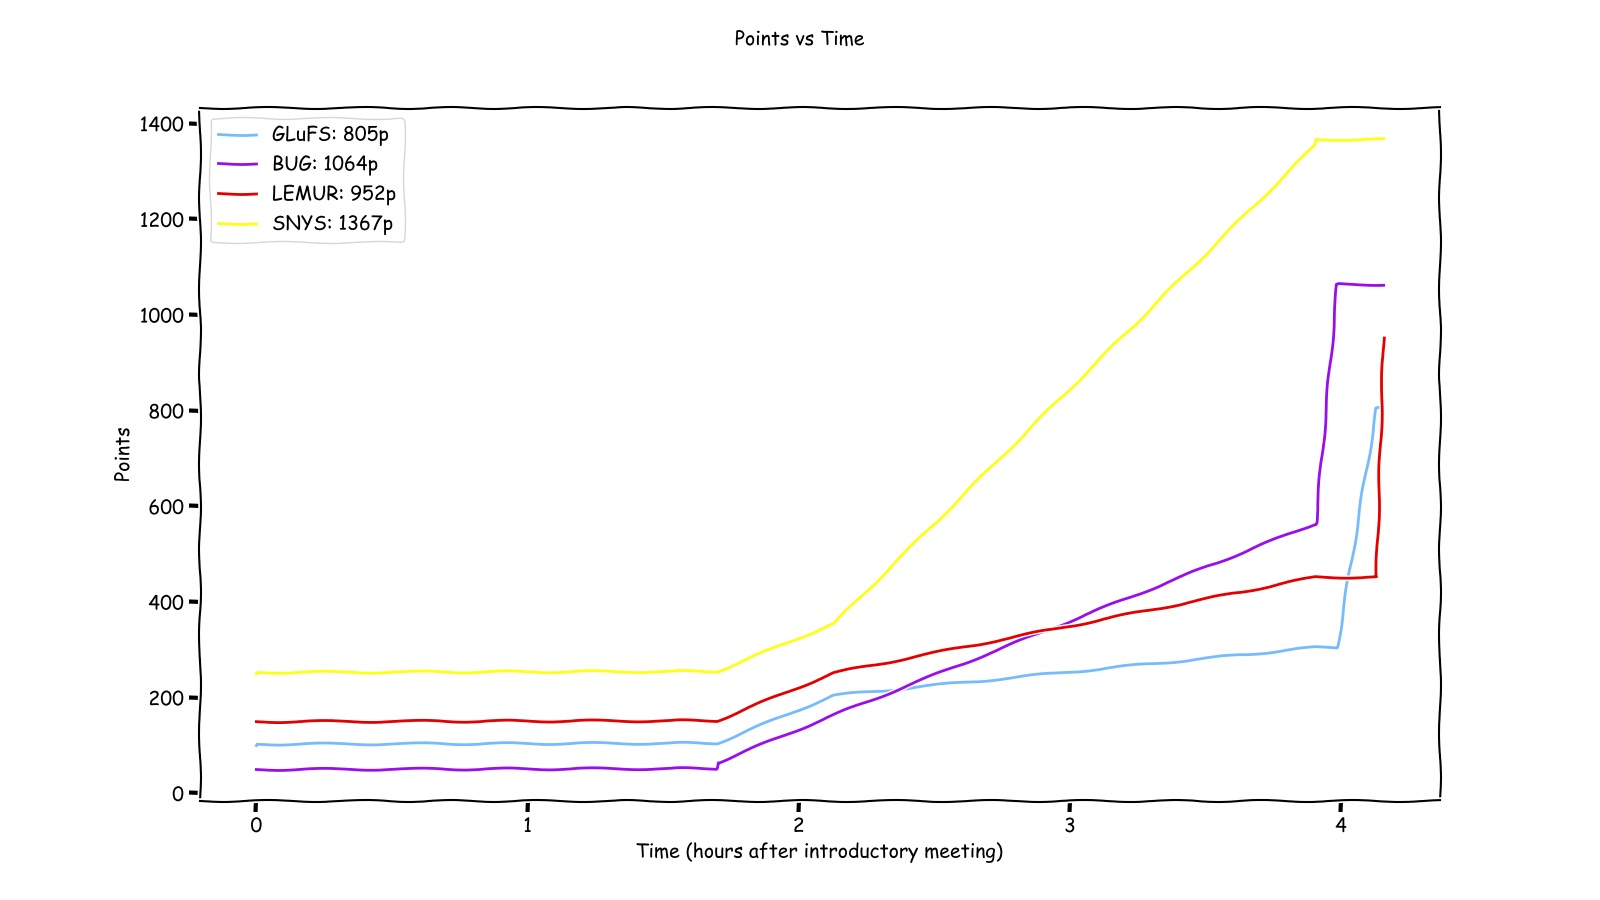 Points vs Time
GLuFS: 805p
BUG: 1064p
LEMUR: 952p
SNYS: 1367p
1400
1200
1000
800
600
400
200
0
Points
0 1 2 3 4
Time (hours after introductory meeting)